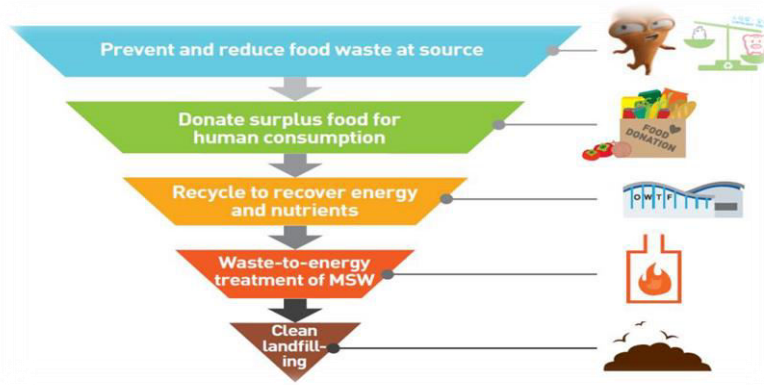 Prevent and reduce food waste at source
Donate surplus food for
human consumption
FOOD
DONATION
Recycle to recover energy
and nutrients
O W T F
Waste-to-energy
treatment of MSW
Clean
landfill-
ing